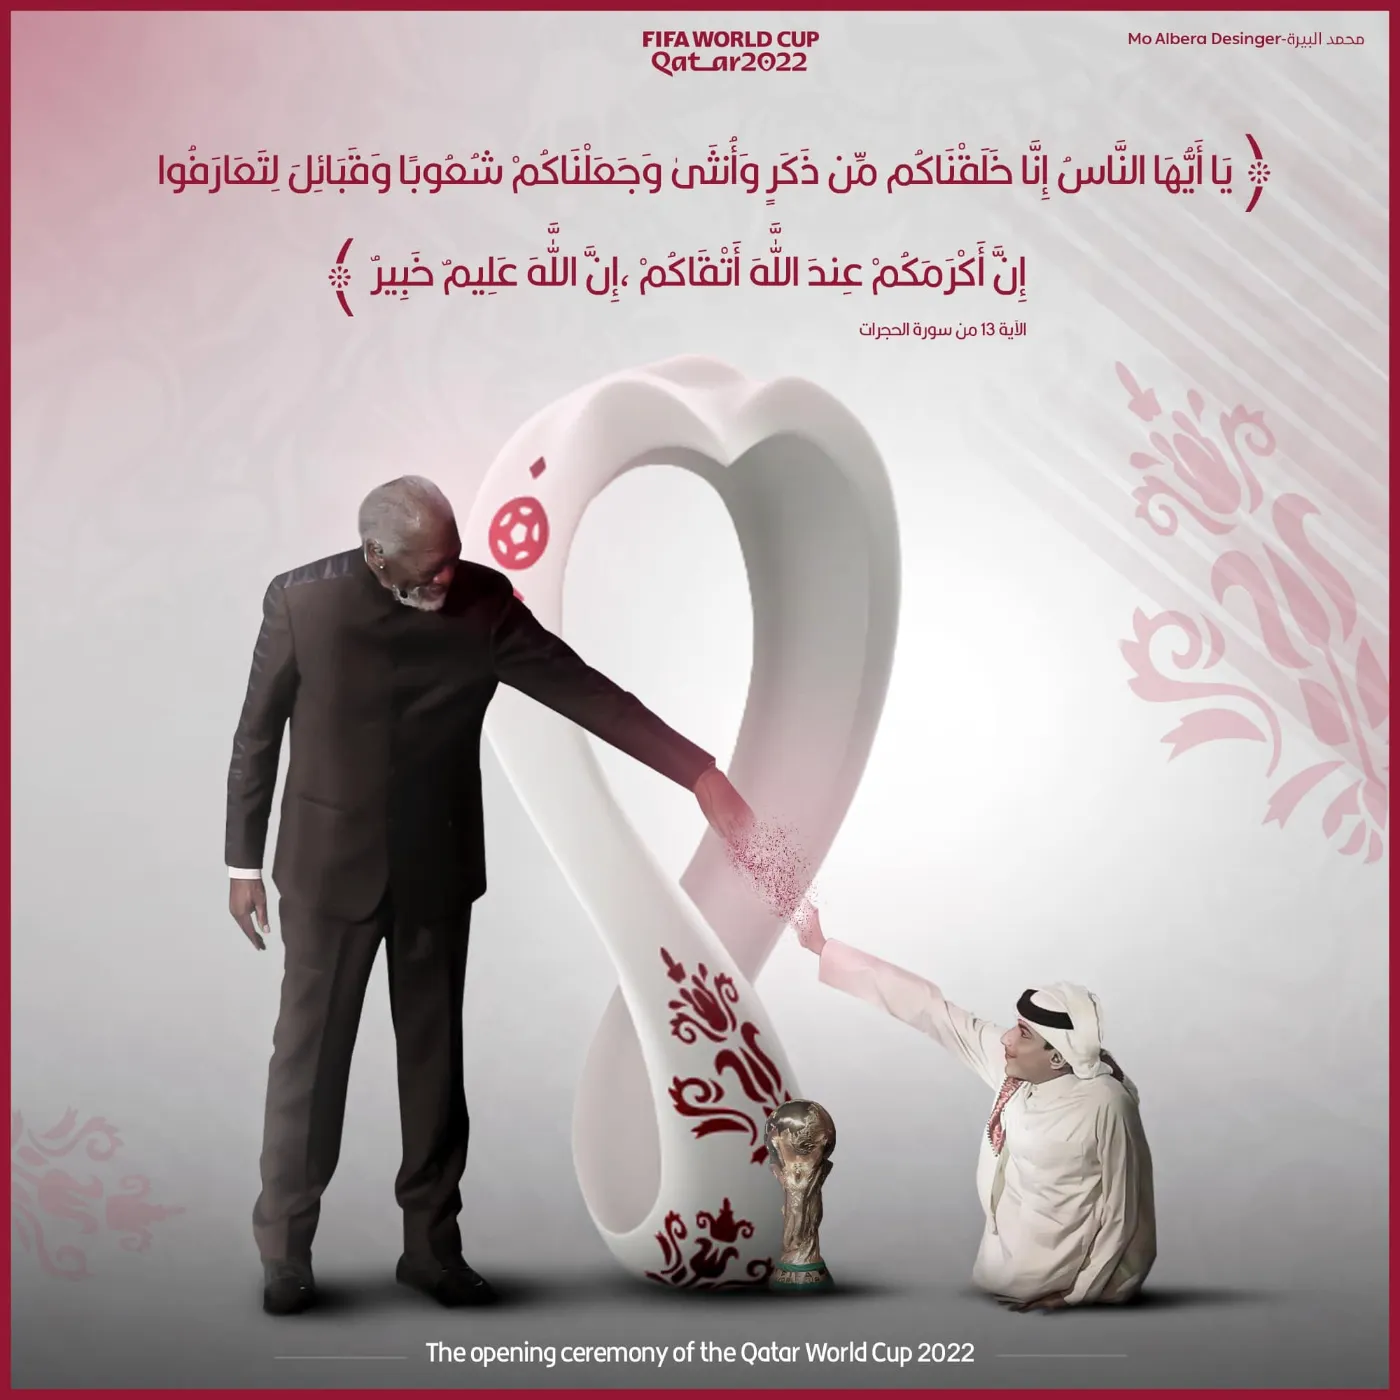 FIFA WORLD CUP
Qatar2022
Mo Albera Desinger-محمد البيرة
﴿ يَا أَيُّهَا النَّاسُ إِنَّا خَلَقْنَاكُم مِّن ذَكَرٍ وَأُنثَىٰ وَجَعَلْنَاكُمْ شُعُوبًا وَقَبَائِلَ لِتَعَارَفُوا
إِنَّ أَكْرَمَكُمْ عِندَ اللَّهَ أَتْقَاكُمْ ،إِنَّ اللَّهَ عَلِيمٌ خَبِيرٌ ﴾
الآية 13 من سورة الحجرات
The opening ceremony of the Qatar World Cup 2022